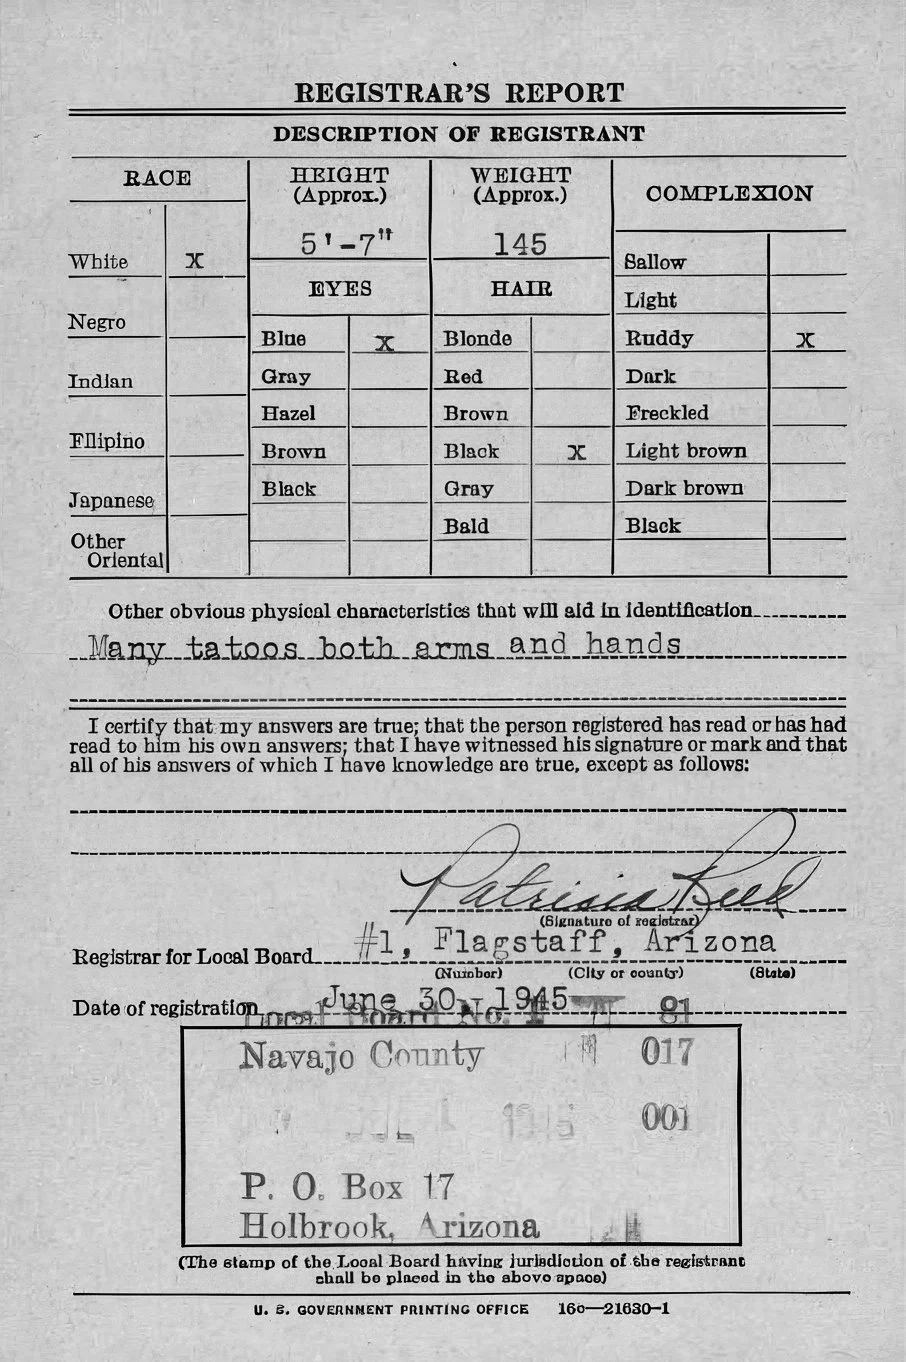 REGISTRAR'S REPORT
DESCRIPTION OF REGISTRANT
RACE
HEIGHT
(Approx.)
WEIGHT
(Approx.)
COMPLEXION
5'-7"
145
White X
Sallow
EYES
HAIR
Light
Negro
Blue X
Blonde
Ruddy X
Indian
Gray
Red
Dark
Hazel
Brown
Freckled
Filipino
Brown
Black X
Light brown
Japanese
Black
Gray
Dark brown
Other
Oriental
Bald
Black
Other obvious physical characteristics that will aid in identification
Many tatoos both arms and hands
I certify that my answers are true; that the person registered has read or has had
read to him his own answers; that I have witnessed his signature or mark and that
all of his answers of which I have knowledge are true, except as follows:
Patrisia Reed
(Signature of registrar)
Registrar for Local Board #1, Flagstaff, Arizona
(Number) (City or county) (State)
Date of registration June 30, 1945
Local Board No. 1 81
Navajo County 017
001
P. O. Box 17
Holbrook, Arizona
(The stamp of the Local Board having jurisdiction of the registrant
shall be placed in the above space)
U. S. GOVERNMENT PRINTING OFFICE 16c—21630-1